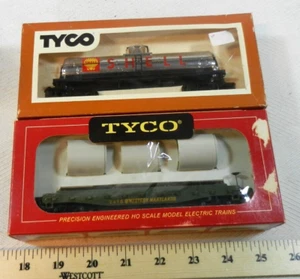 TYCO
SHELL
TYCO
PRECISION ENGINEERED HO SCALE MODEL ELECTRIC TRAINS
18 19 20 21 22 23 24 25 26
WESTCOTT